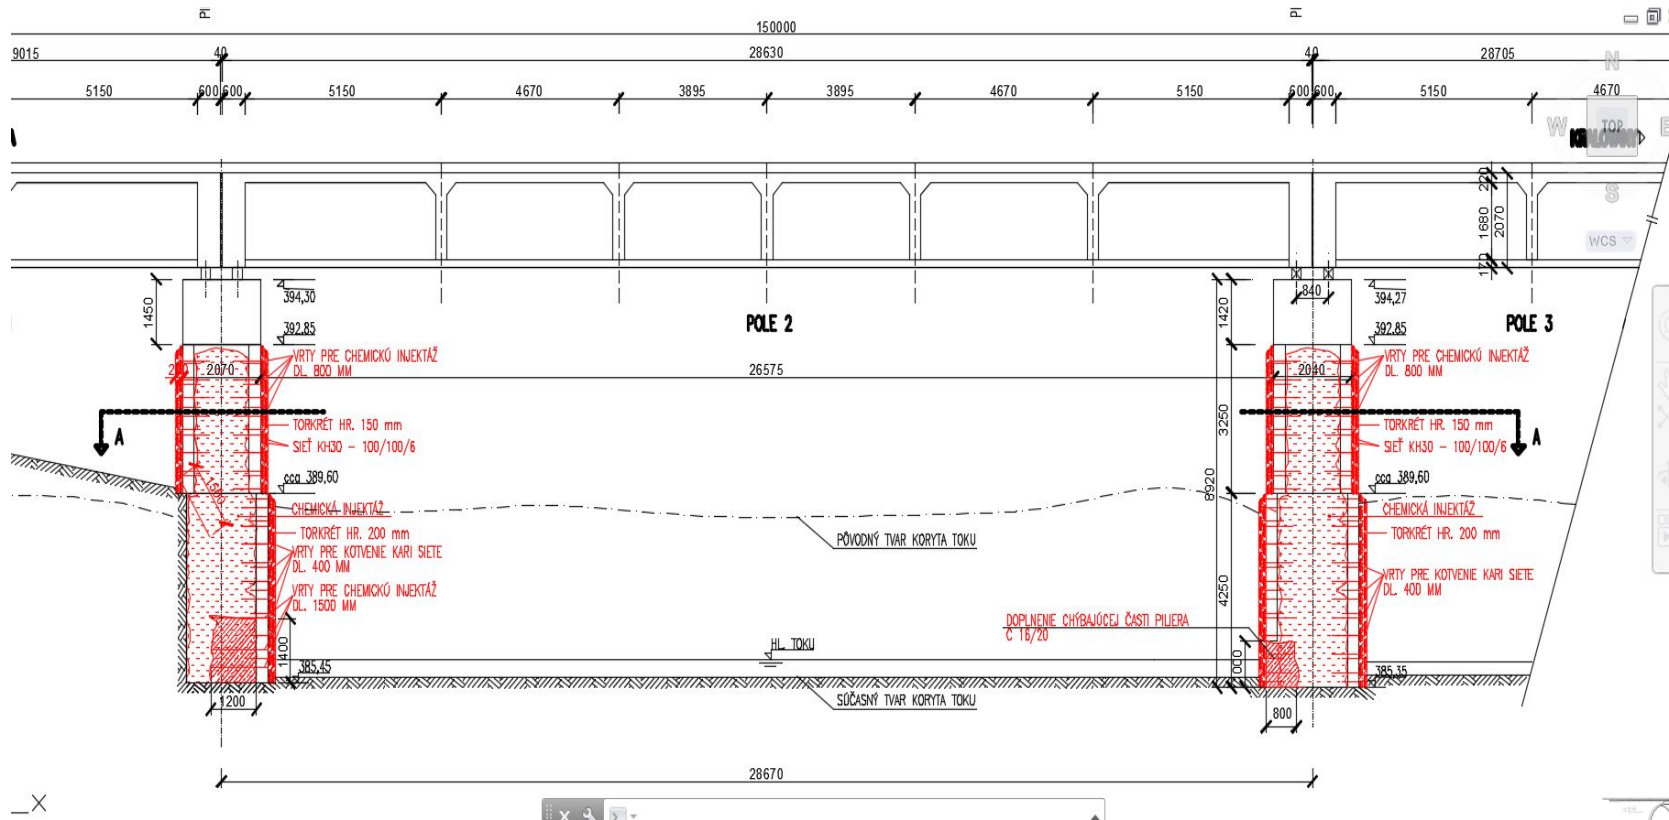 PI
PI
150000
9015
40
28630
40
28705
5150
600
600
5150
4670
3895
3895
4670
5150
600
600
5150
4670
N
W
TOP
E
S
WCS
220
1680
2070
170
394,30
1450
392,85
840
394,27
1420
392,85
POLE 2
POLE 3
VRTY PRE CHEMICKÚ INJEKTÁŽ
DL. 800 MM
VRTY PRE CHEMICKÚ INJEKTÁŽ
DL. 800 MM
2070
26575
2040
A
TORKRÉT HR. 150 mm
SIEŤ KH30 - 100/100/6
3250
TORKRÉT HR. 150 mm
SIEŤ KH30 - 100/100/6
A
cca 389,60
8920
cca 389,60
CHEMICKÁ INJEKTÁŽ
TORKRÉT HR. 200 mm
VRTY PRE KOTVENIE KARI SIETE
DL. 400 MM
VRTY PRE CHEMICKÚ INJEKTÁŽ
DL. 1500 MM
PÔVODNÝ TVAR KORYTA TOKU
CHEMICKÁ INJEKTÁŽ
TORKRÉT HR. 200 mm
VRTY PRE KOTVENIE KARI SIETE
DL. 400 MM
4250
DOPLNENIE CHÝBAJÚCEJ ČASTI PILIERA
C 16/20
1400
385,45
HL. TOKU
385,35
SÚČASNÝ TVAR KORYTA TOKU
1200
800
28670
X